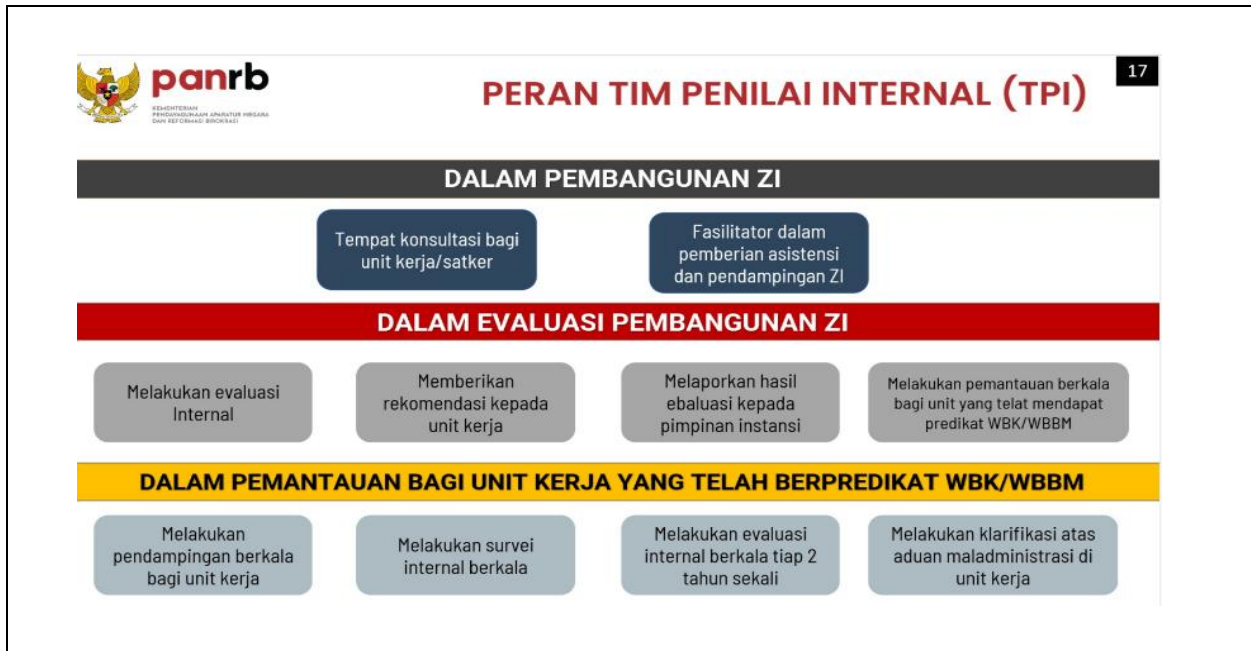 panrb
KEMENTERIAN
PENDAYAGUNAAN APARATUR NEGARA
DAN REFORMASI BIROKRASI
PERAN TIM PENILAI INTERNAL (TPI)
17
DALAM PEMBANGUNAN ZI
Tempat konsultasi bagi
unit kerja/satker
Fasilitator dalam
pemberian asistensi
dan pendampingan ZI
DALAM EVALUASI PEMBANGUNAN ZI
Melakukan evaluasi
Internal
Memberikan
rekomendasi kepada
unit kerja
Melaporkan hasil
ebaluasi kepada
pimpinan instansi
Melakukan pemantauan berkala
bagi unit yang telat mendapat
predikat WBK/WBBM
DALAM PEMANTAUAN BAGI UNIT KERJA YANG TELAH BERPREDIKAT WBK/WBBM
Melakukan
pendampingan berkala
bagi unit kerja
Melakukan survei
internal berkala
Melakukan evaluasi
internal berkala tiap 2
tahun sekali
Melakukan klarifikasi atas
aduan maladministrasi di
unit kerja